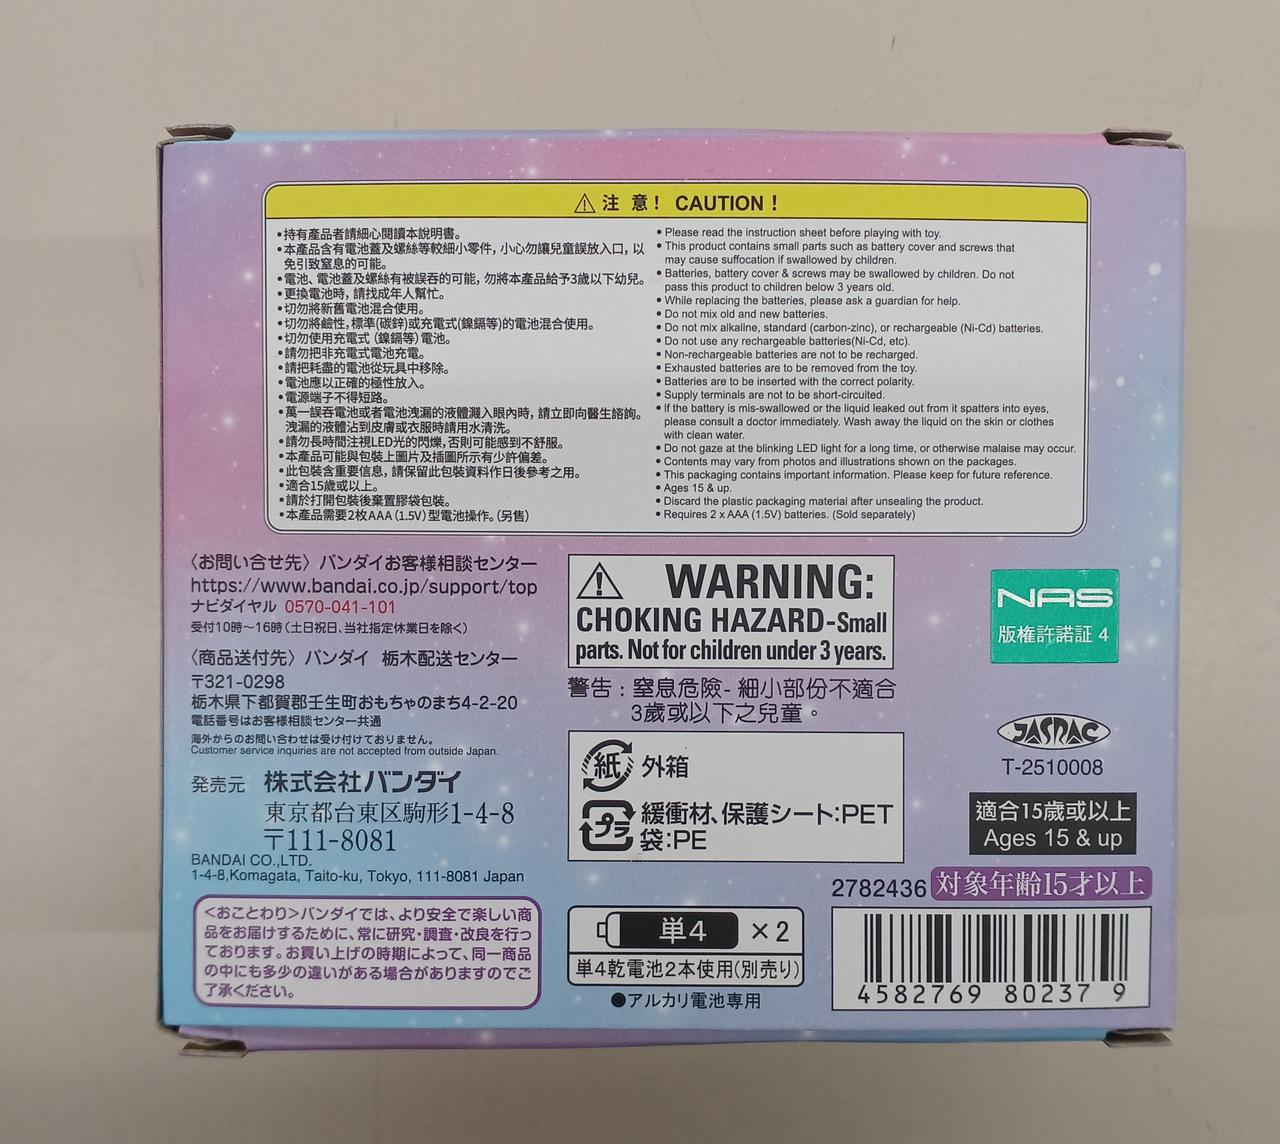 注 意！ CAUTION！
•持有產品者請細心閱讀本說明書。
•本產品含有電池蓋及螺絲等較細小零件，小心勿讓兒童誤放入口，以
免引致窒息的可能。
•電池、電池蓋及螺絲有被誤吞的可能，勿將本產品給予3歲以下幼兒。
•更換電池時，請找成年人幫忙。
•切勿將新舊電池混合使用。
•切勿將鹼性，標準(碳鋅)或充電式(鎳鎘等)的電池混合使用。
•切勿使用充電式（鎳鎘等）電池。
•請勿把非充電式電池充電。
•請把耗盡的電池從玩具中移除。
•電池應以正確的極性放入。
•電源端子不得短路。
•萬一誤吞電池或者電池洩漏的液體濺入眼內時，請立即向醫生諮詢。
洩漏的液體沾到皮膚或衣服時請用水清洗。
•請勿長時間注視LED光的閃爍，否則可能感到不舒服。
•本產品可能與包裝上圖片及插圖所示有少許偏差。
•此包裝含重要信息，請保留此包裝資料作日後參考之用。
•適合15歲或以上。
•請於打開包裝後棄置膠袋包裝。
•本產品需要2枚AAA（1.5V）型電池操作。（另售）
• Please read the instruction sheet before playing with toy.
• This product contains small parts such as battery cover and screws that
may cause suffocation if swallowed by children.
• Batteries, battery cover & screws may be swallowed by children. Do not
pass this product to children below 3 years old.
• While replacing the batteries, please ask a guardian for help.
• Do not mix old and new batteries.
• Do not mix alkaline, standard (carbon-zinc), or rechargeable (Ni-Cd) batteries.
• Do not use any rechargeable batteries(Ni-Cd, etc).
• Non-rechargeable batteries are not to be recharged.
• Exhausted batteries are to be removed from the toy.
• Batteries are to be inserted with the correct polarity.
• Supply terminals are not to be short-circuited.
• If the battery is mis-swallowed or the liquid leaked out from it spatters into eyes,
please consult a doctor immediately. Wash away the liquid on the skin or clothes
with clean water.
• Do not gaze at the blinking LED light for a long time, or otherwise malaise may occur.
• Contents may vary from photos and illustrations shown on the packages.
• This packaging contains important information. Please keep for future reference.
• Ages 15 & up.
• Discard the plastic packaging material after unsealing the product.
• Requires 2 x AAA (1.5V) batteries. (Sold separately)
〈お問い合せ先〉バンダイお客様相談センター
https://www.bandai.co.jp/support/top
ナビダイヤル 0570-041-101
受付10時～16時（土日祝日、当社指定休業日を除く）
〈商品送付先〉バンダイ 栃木配送センター
〒321-0298
栃木県下都賀郡壬生町おもちゃのまち4-2-20
電話番号はお客様相談センター共通
海外からのお問い合わせは受け付けておりません。
Customer service inquiries are not accepted from outside Japan.
発売元 株式会社バンダイ
東京都台東区駒形1-4-8
〒111-8081
BANDAI CO.,LTD.
1-4-8,Komagata, Taito-ku, Tokyo, 111-8081 Japan
<おことわり>バンダイでは、より安全で楽しい商
品をお届けするために、常に研究・調査・改良を行っ
ております。お買い上げの時期によって、同一商品
の中にも多少の違いがある場合がありますのでご
了承ください。
WARNING:
CHOKING HAZARD-Small
parts. Not for children under 3 years.
警告：窒息危險- 細小部份不適合
3歲或以下之兒童。
紙 外箱
プラ 緩衝材、保護シート:PET
袋:PE
単4 ×2
単4乾電池2本使用(別売り)
●アルカリ電池専用
NAS
版権許諾証 4
JASRAC
T-2510008
適合15歲或以上
Ages 15 & up
2782436 対象年齢15才以上
4582769 80237 9